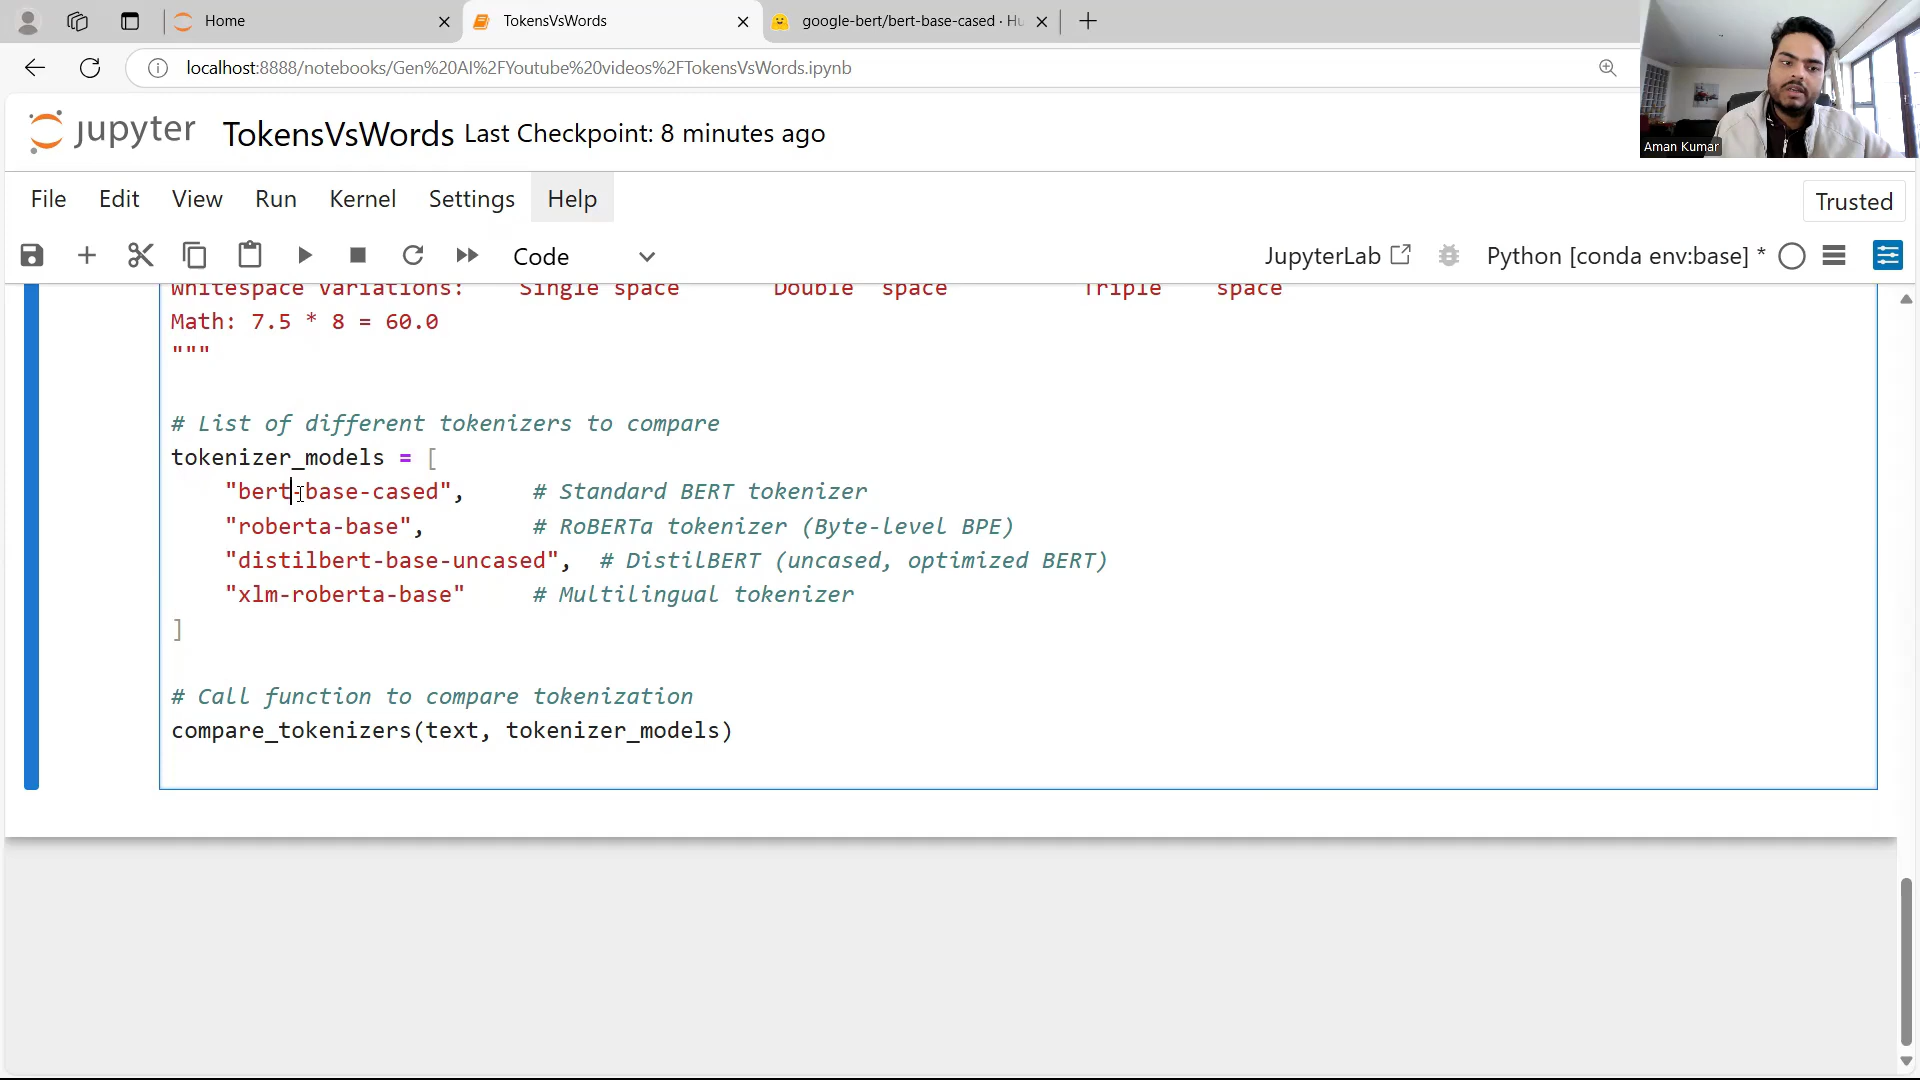 Home
TokensVsWords
google-bert/bert-base-cased · Hu
localhost:8888/notebooks/Gen%20AI%2FYoutube%20videos%2FTokensVsWords.ipynb
Aman Kumar
jupyter
TokensVsWords Last Checkpoint: 8 minutes ago
File Edit View Run Kernel Settings Help
Trusted
Code
JupyterLab
Python [conda env:base] *
Whitespace Variations: Single space Double space Triple space
Math: 7.5 * 8 = 60.0
"""
# List of different tokenizers to compare
tokenizer_models = [
"bert-base-cased", # Standard BERT tokenizer
"roberta-base", # RoBERTa tokenizer (Byte-level BPE)
"distilbert-base-uncased", # DistilBERT (uncased, optimized BERT)
"xlm-roberta-base" # Multilingual tokenizer
]
# Call function to compare tokenization
compare_tokenizers(text, tokenizer_models)